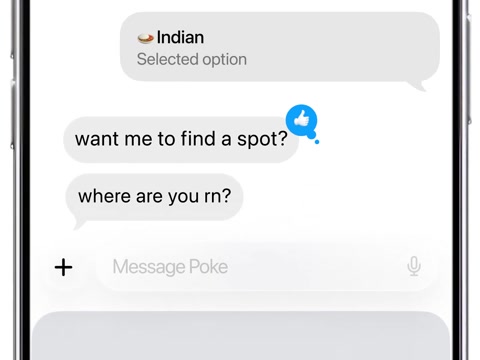 Indian
Selected option
want me to find a spot?
where are you rn?
Message Poke